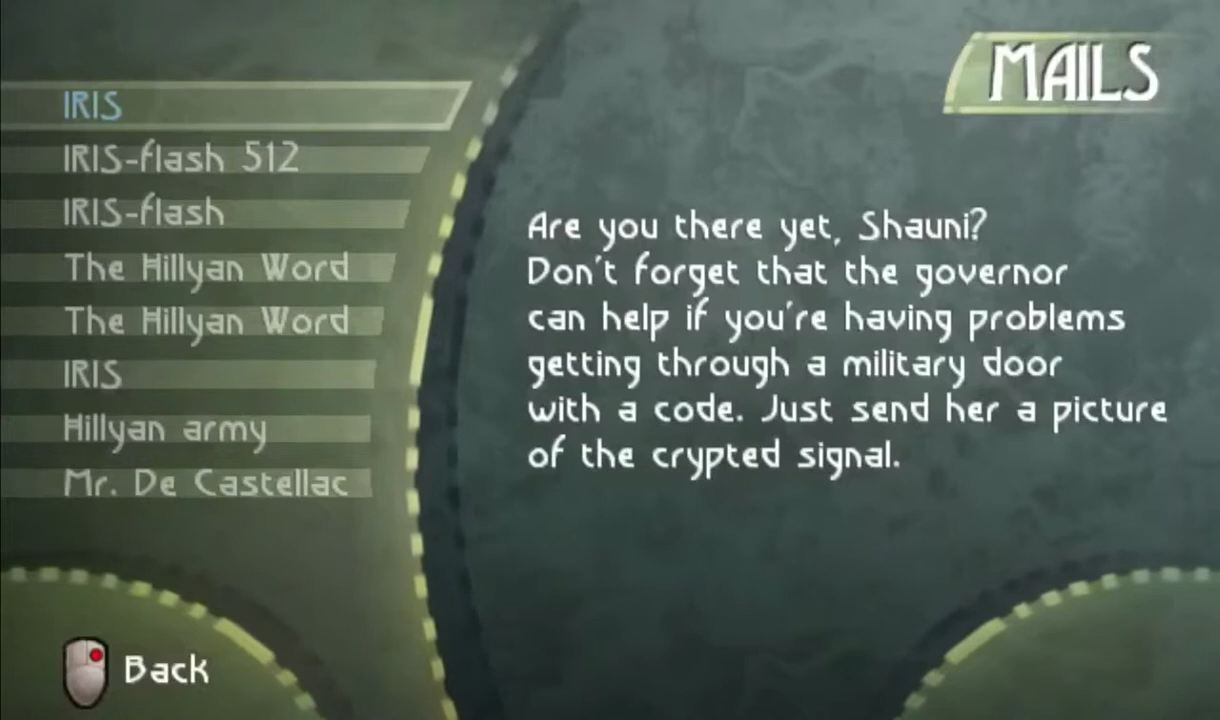 MAILS
IRIS
IRIS-flash 512
IRIS-flash
The Hillyan Word
The Hillyan Word
IRIS
Hillyan army
Mr. De Castellac
Are you there yet, Shauni?
Don't forget that the governor
can help if you're having problems
getting through a military door
with a code. Just send her a picture
of the crypted signal.
Back